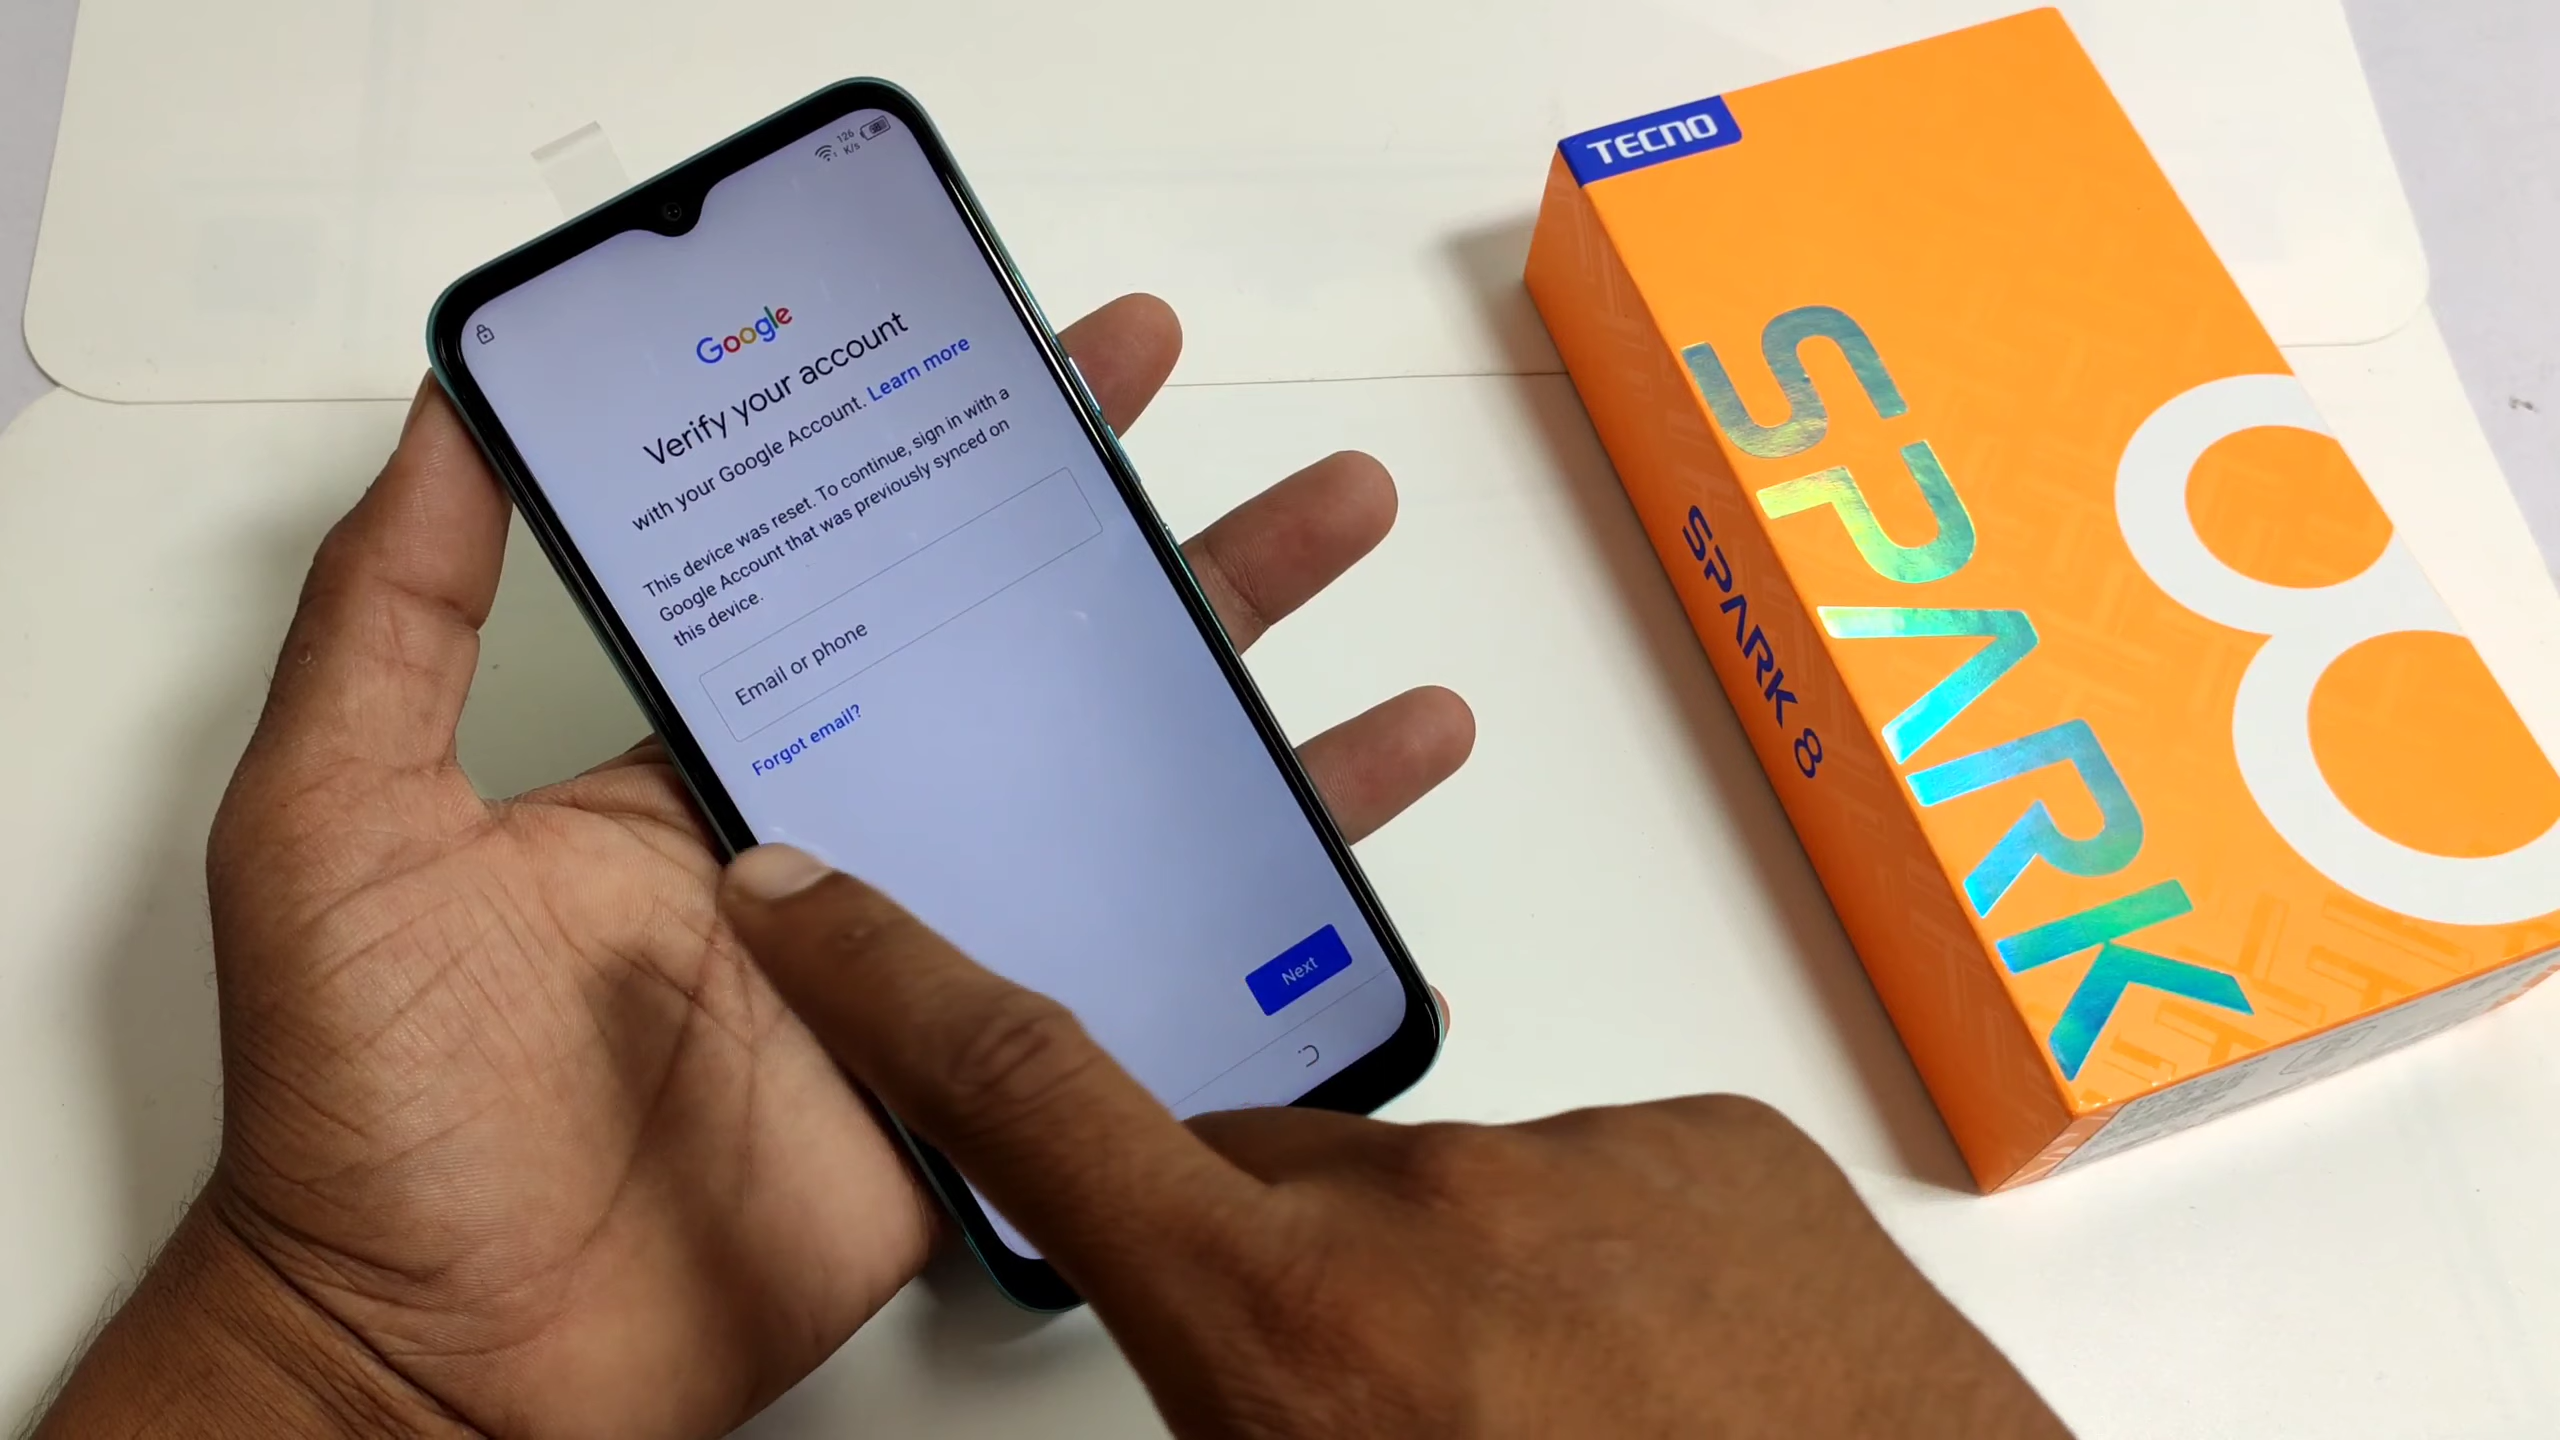 126
K/s
Google
Verify your account
with your Google Account. Learn more
This device was reset. To continue, sign in with a
Google Account that was previously synced on
this device.
Email or phone
Forgot email?
Next
TECNO
SPARK
8
SPARK 8